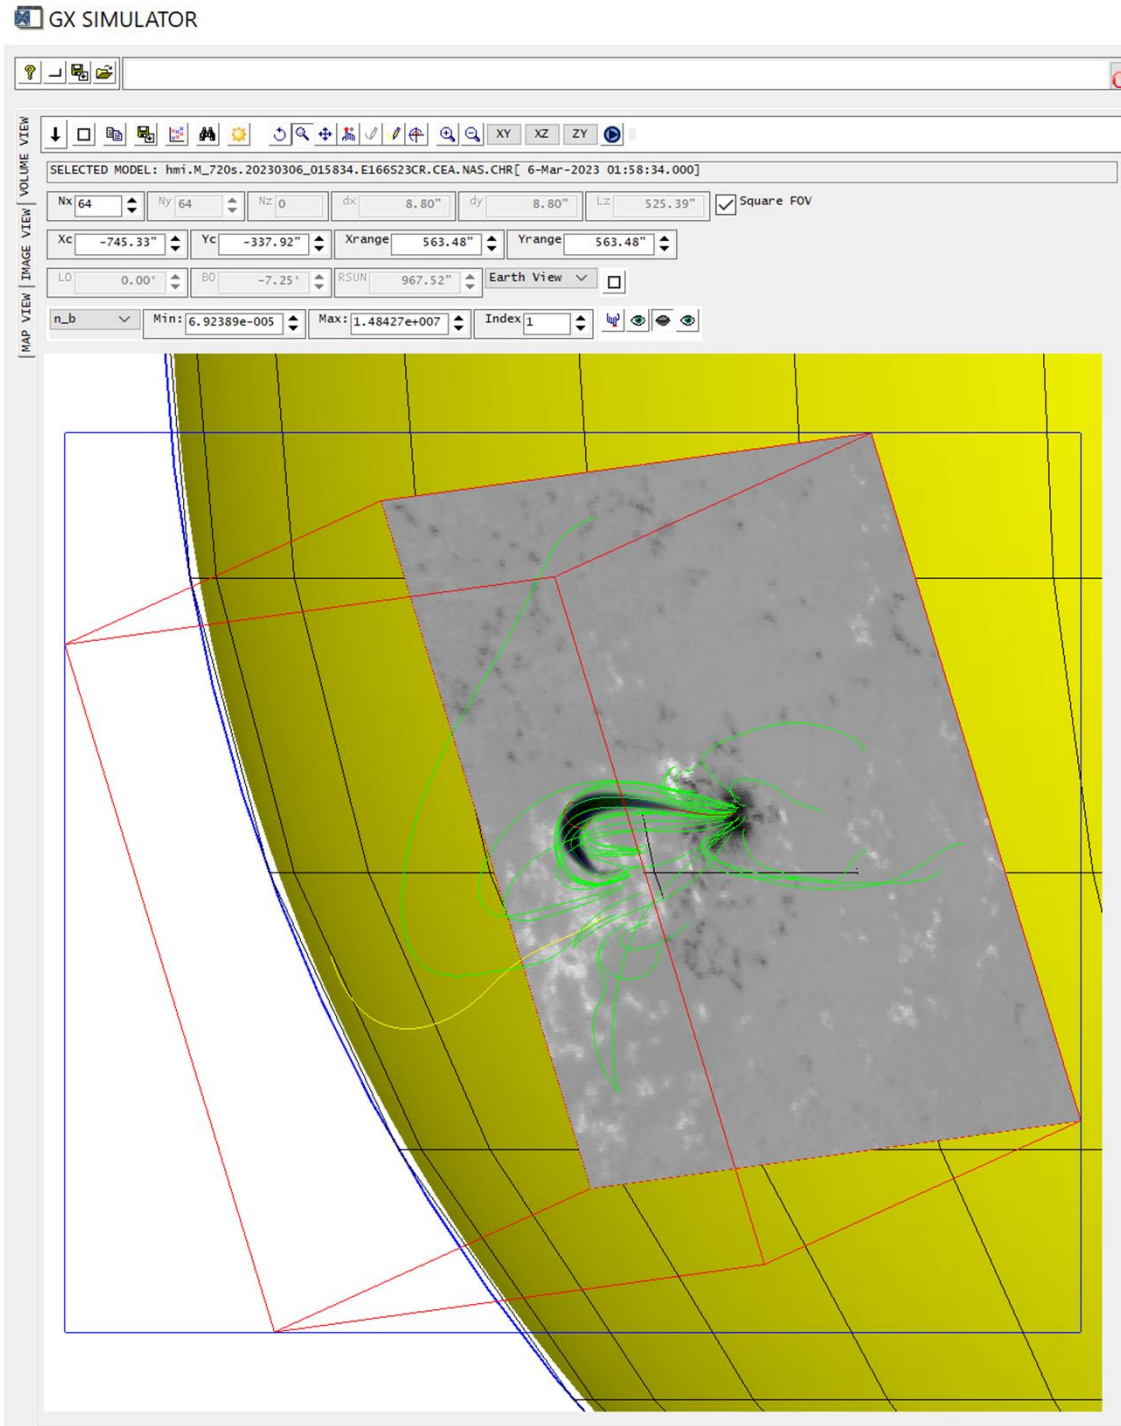 GX SIMULATOR
VOLUME VIEW
IMAGE VIEW
MAP VIEW
XY XZ ZY
SELECTED MODEL: hmi.M_720s.20230306_015834.E166S23CR.CEA.NAS.CHR[ 6-Mar-2023 01:58:34.000]
Nx 64 Ny 64 Nz 0 dx 8.80" dy 8.80" Lz 525.39" Square FOV
Xc -745.33" Yc -337.92" Xrange 563.48" Yrange 563.48"
L0 0.00° B0 -7.25° RSUN 967.52" Earth View
n_b Min: 6.92389e-005 Max: 1.48427e+007 Index 1